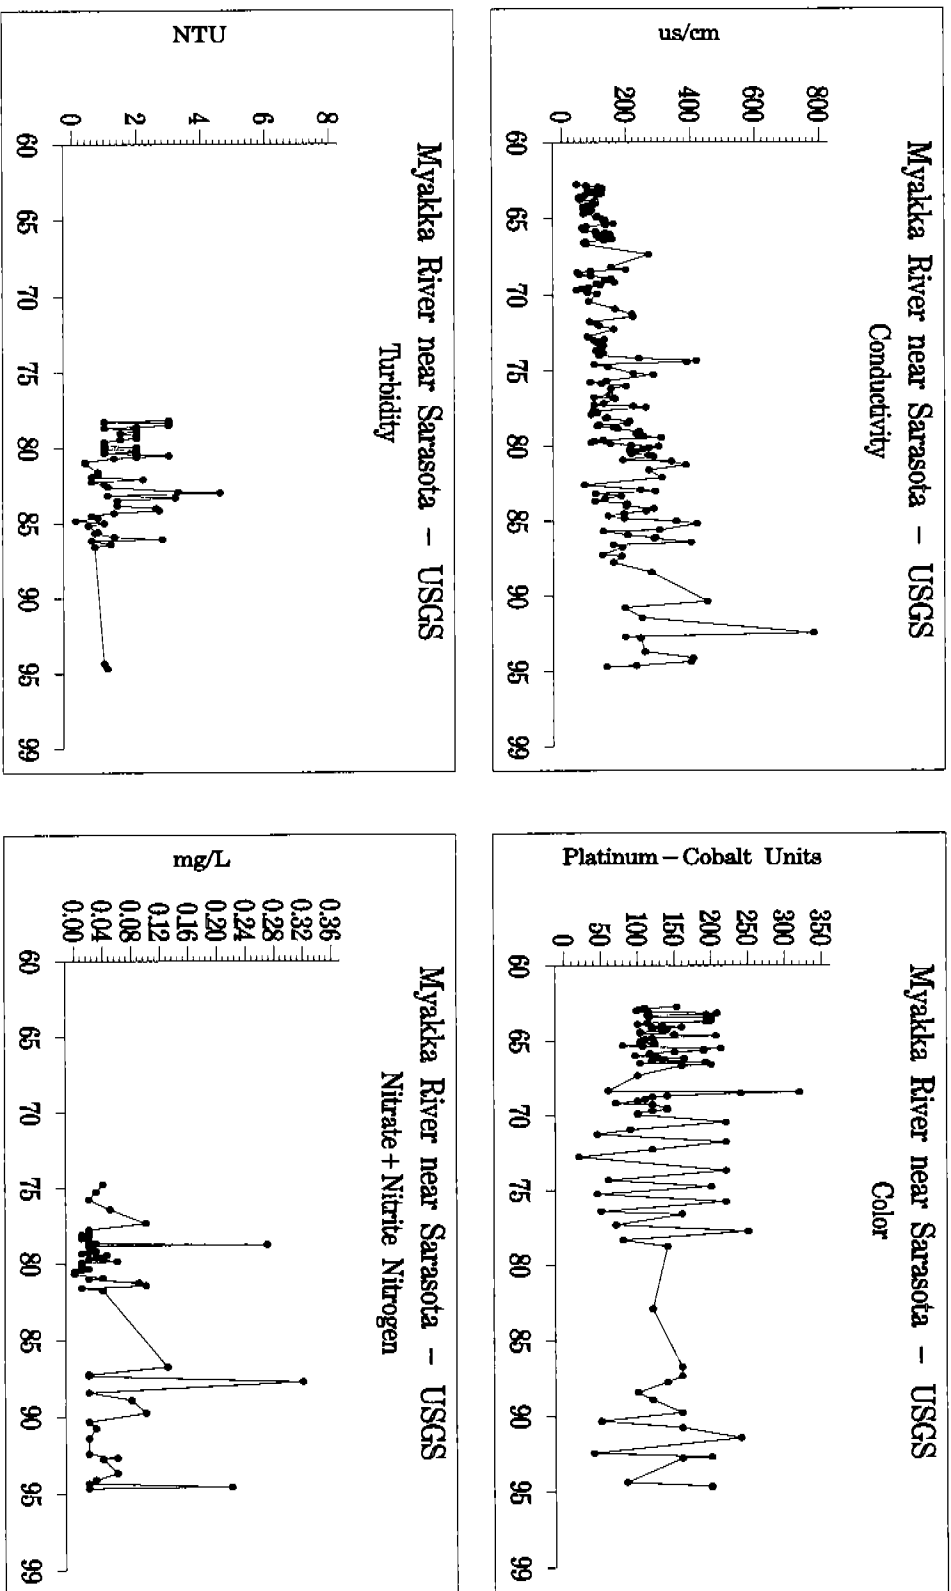 Myakka River near Sarasota – USGS
Conductivity
us/cm
800
600
400
200
0
60 65 70 75 80 85 90 95 99
Myakka River near Sarasota – USGS
Color
Platinum–Cobalt Units
350
300
250
200
150
100
50
0
60 65 70 75 80 85 90 95 99
Myakka River near Sarasota – USGS
Turbidity
NTU
8
6
4
2
0
60 65 70 75 80 85 90 95 99
Myakka River near Sarasota – USGS
Nitrate+Nitrite Nitrogen
mg/L
0.36
0.32
0.28
0.24
0.20
0.16
0.12
0.08
0.04
0.00
60 65 70 75 80 85 90 95 99